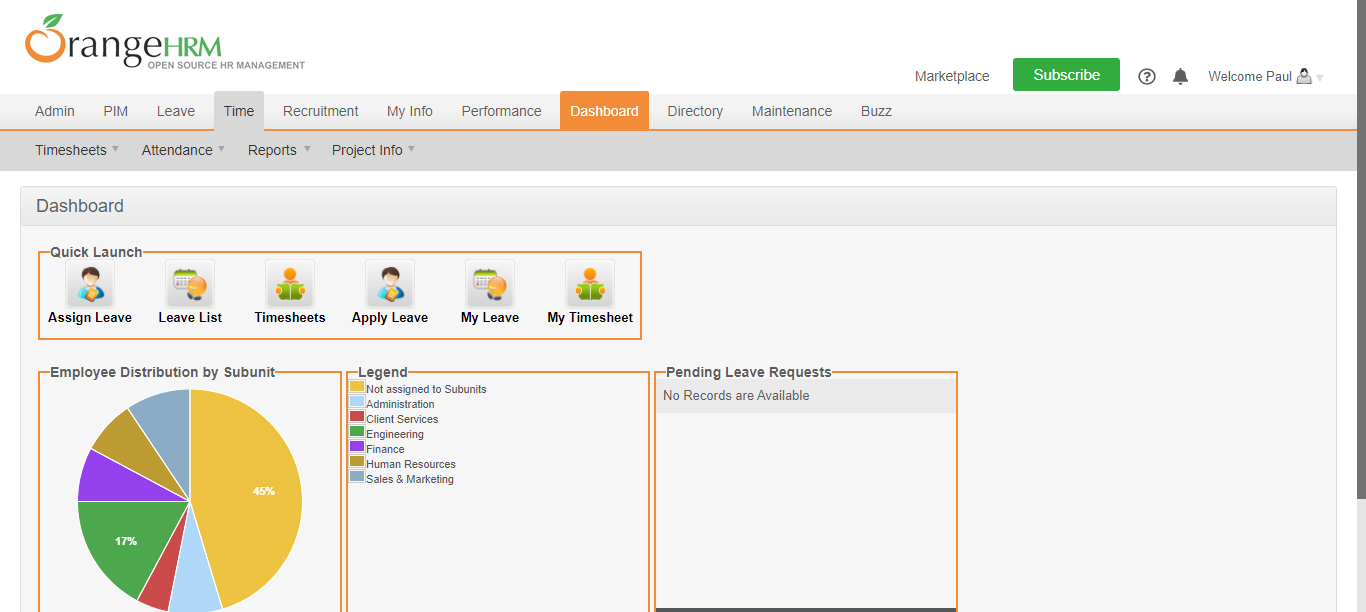 OrangeHRM
OPEN SOURCE HR MANAGEMENT
Marketplace Subscribe Welcome Paul
Admin PIM Leave Time Recruitment My Info Performance Dashboard Directory Maintenance Buzz
Timesheets Attendance Reports Project Info
Dashboard
Quick Launch
Assign Leave Leave List Timesheets Apply Leave My Leave My Timesheet
Employee Distribution by Subunit
45%
17%
Legend
Not assigned to Subunits
Administration
Client Services
Engineering
Finance
Human Resources
Sales & Marketing
Pending Leave Requests
No Records are Available